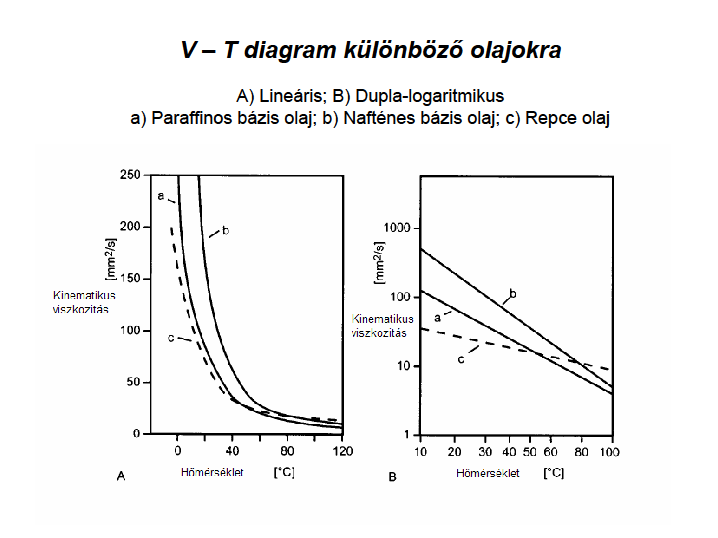 V – T diagram különböző olajokra
A) Lineáris; B) Dupla-logaritmikus
a) Paraffinos bázis olaj; b) Nafténes bázis olaj; c) Repce olaj
250
200
150
100
50
0
[mm²/s]
Kinematikus
viszkozitás
a
b
c
0
40
80
120
A
Hőmérséklet
[°C]
1000
100
10
1
[mm²/s]
Kinematikus
viszkozitás
b
a
c
10
20
30
40
50
60
80
100
B
Hőmérséklet
[°C]